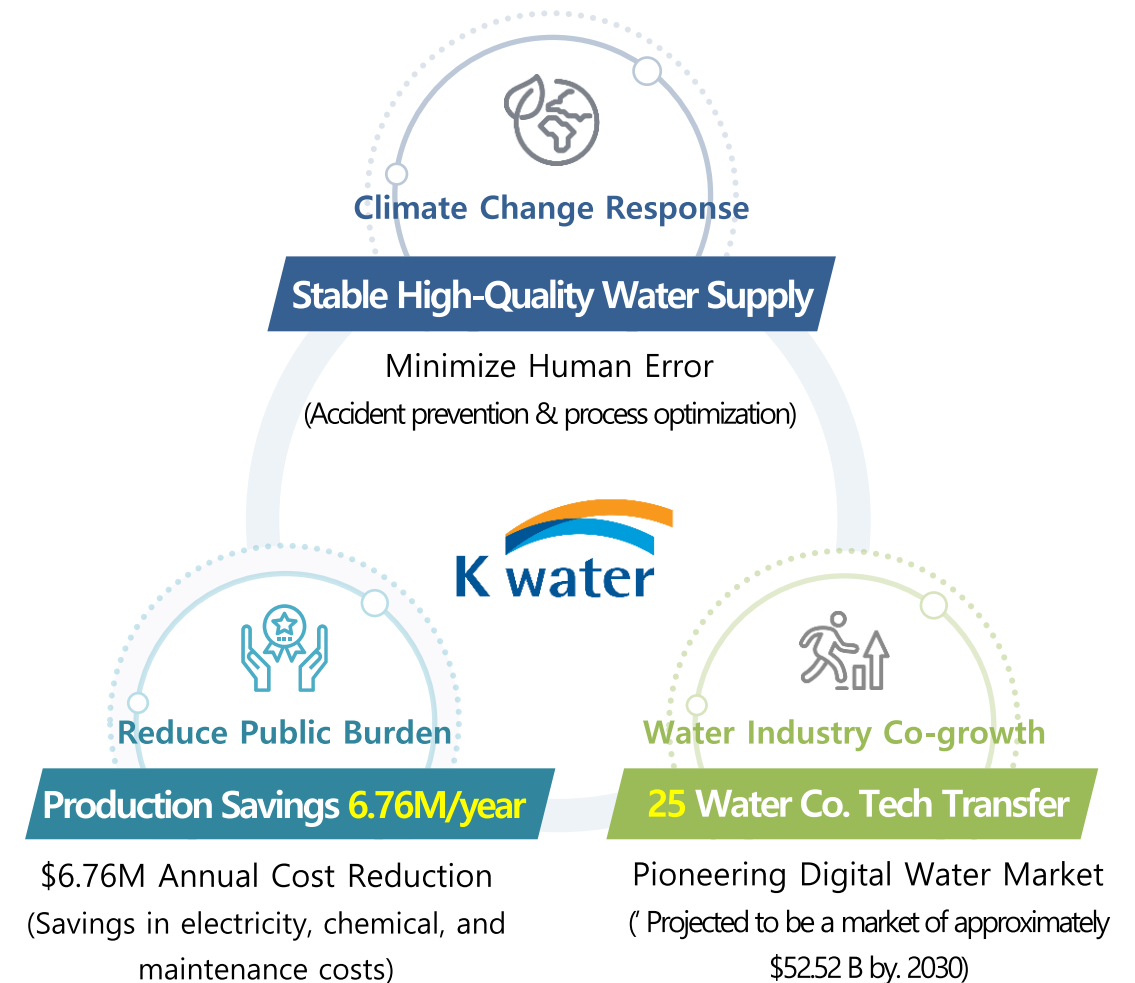 Climate Change Response
Stable High-Quality Water Supply
Minimize Human Error
(Accident prevention & process optimization)
K water
Reduce Public Burden
Production Savings 6.76M/year
$6.76M Annual Cost Reduction
(Savings in electricity, chemical, and
maintenance costs)
Water Industry Co-growth
25 Water Co. Tech Transfer
Pioneering Digital Water Market
(’ Projected to be a market of approximately
$52.52 B by. 2030)